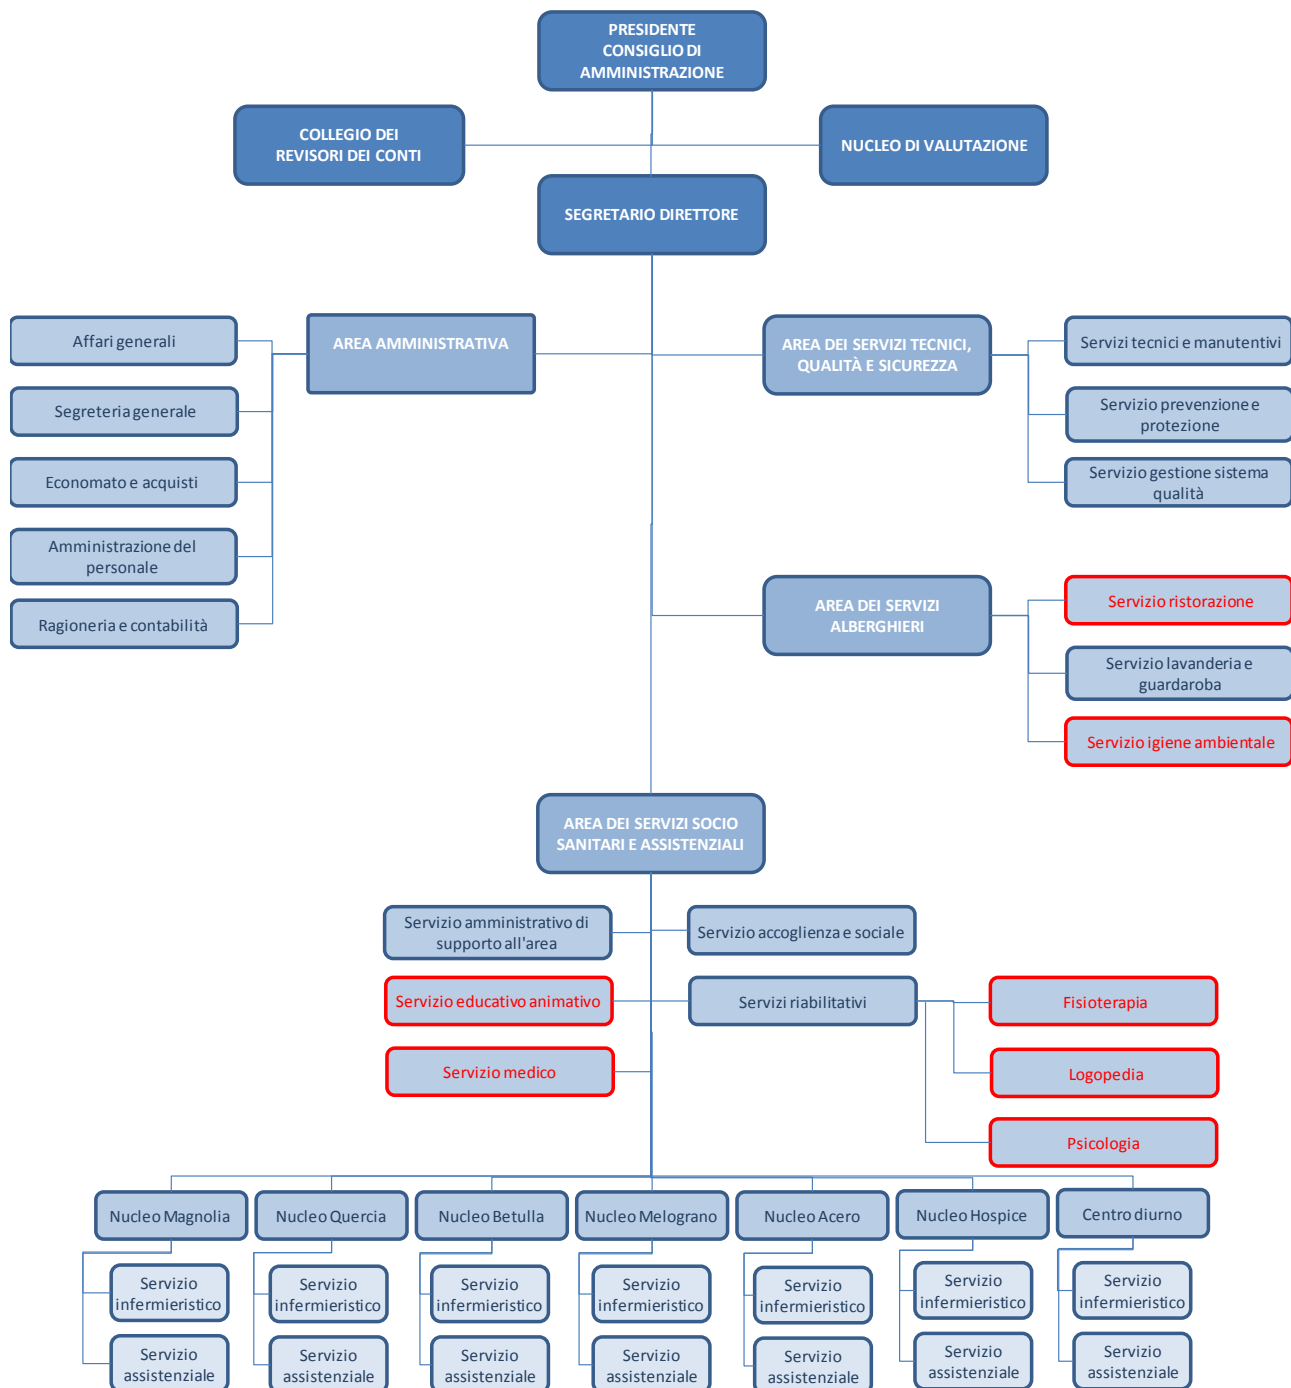 PRESIDENTE
CONSIGLIO DI
AMMINISTRAZIONE
COLLEGIO DEI
REVISORI DEI CONTI
NUCLEO DI VALUTAZIONE
SEGRETARIO DIRETTORE
AREA AMMINISTRATIVA
Affari generali
Segreteria generale
Economato e acquisti
Amministrazione del
personale
Ragioneria e contabilità
AREA DEI SERVIZI TECNICI,
QUALITÀ E SICUREZZA
Servizi tecnici e manutentivi
Servizio prevenzione e
protezione
Servizio gestione sistema
qualità
AREA DEI SERVIZI
ALBERGHIERI
Servizio ristorazione
Servizio lavanderia e
guardaroba
Servizio igiene ambientale
AREA DEI SERVIZI SOCIO
SANITARI E ASSISTENZIALI
Servizio amministrativo di
supporto all'area
Servizio accoglienza e sociale
Servizio educativo animativo
Servizi riabilitativi
Fisioterapia
Servizio medico
Logopedia
Psicologia
Nucleo Magnolia
Nucleo Quercia
Nucleo Betulla
Nucleo Melograno
Nucleo Acero
Nucleo Hospice
Centro diurno
Servizio
infermieristico
Servizio
infermieristico
Servizio
infermieristico
Servizio
infermieristico
Servizio
infermieristico
Servizio
infermieristico
Servizio
infermieristico
Servizio
assistenziale
Servizio
assistenziale
Servizio
assistenziale
Servizio
assistenziale
Servizio
assistenziale
Servizio
assistenziale
Servizio
assistenziale